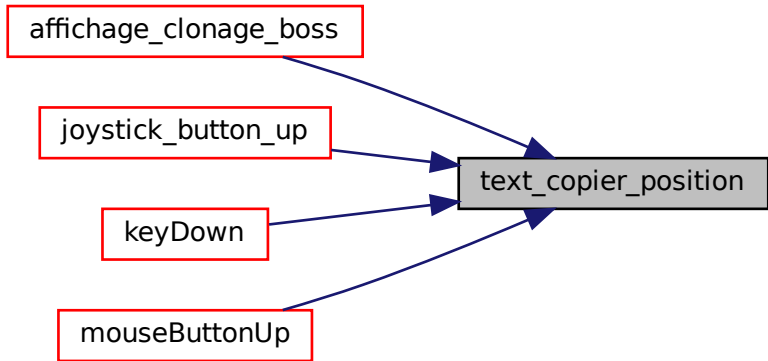 affichage_clonage_boss
joystick_button_up
text_copier_position
keyDown
mouseButtonUp